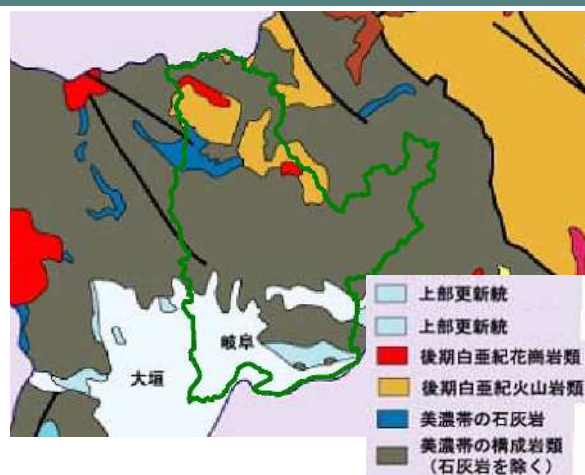 岐阜
大垣
上部更新統
上部更新統
後期白亜紀花崗岩類
後期白亜紀火山岩類
美濃帯の石灰岩
美濃帯の構成岩類
(石灰岩を除く)